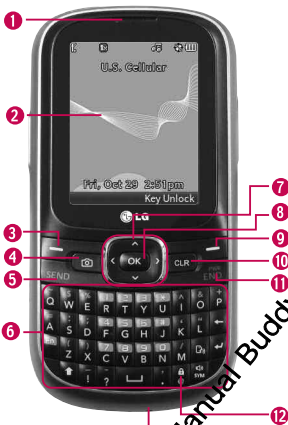 1
U.S. Cellular
2
Fri, Oct 29 2:51pm
Key Unlock
LG
7
8
3
9
4
OK
CLR
10
5
SEND
END
11
Q W E R T Y U I O P
6
A S D F G H J K L
Z X C V B N M
SYM
12
Manual Buddy